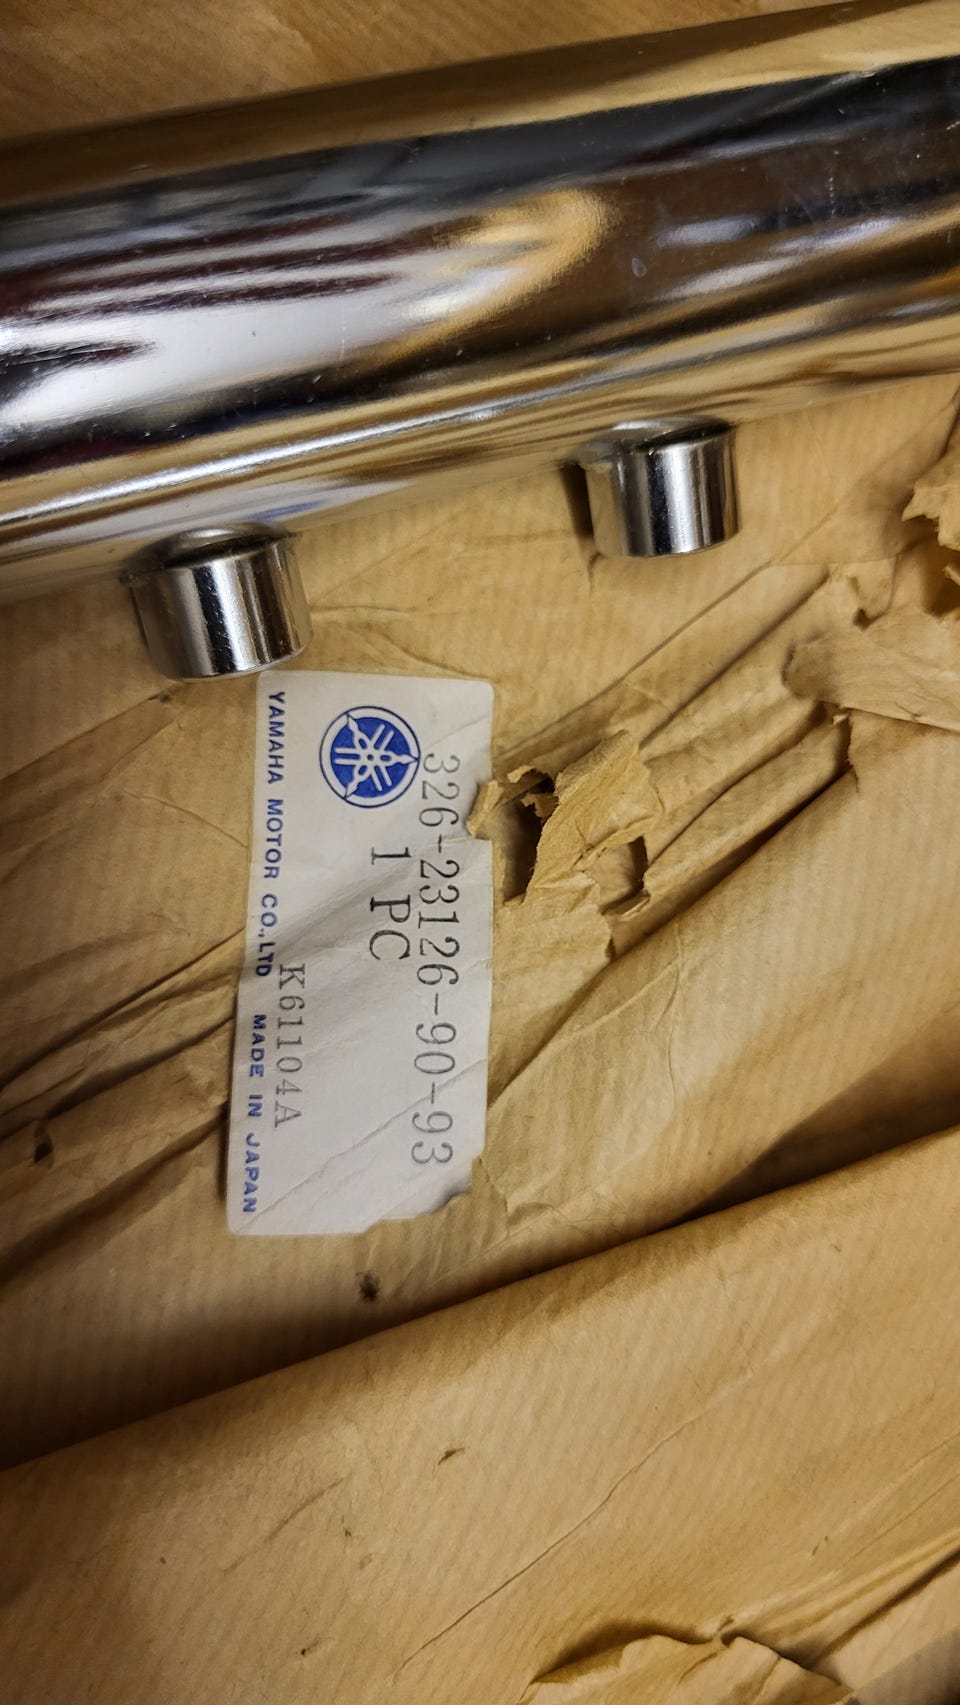 326-23126-90-93
1 PC
K61104A
YAMAHA MOTOR CO.,LTD MADE IN JAPAN